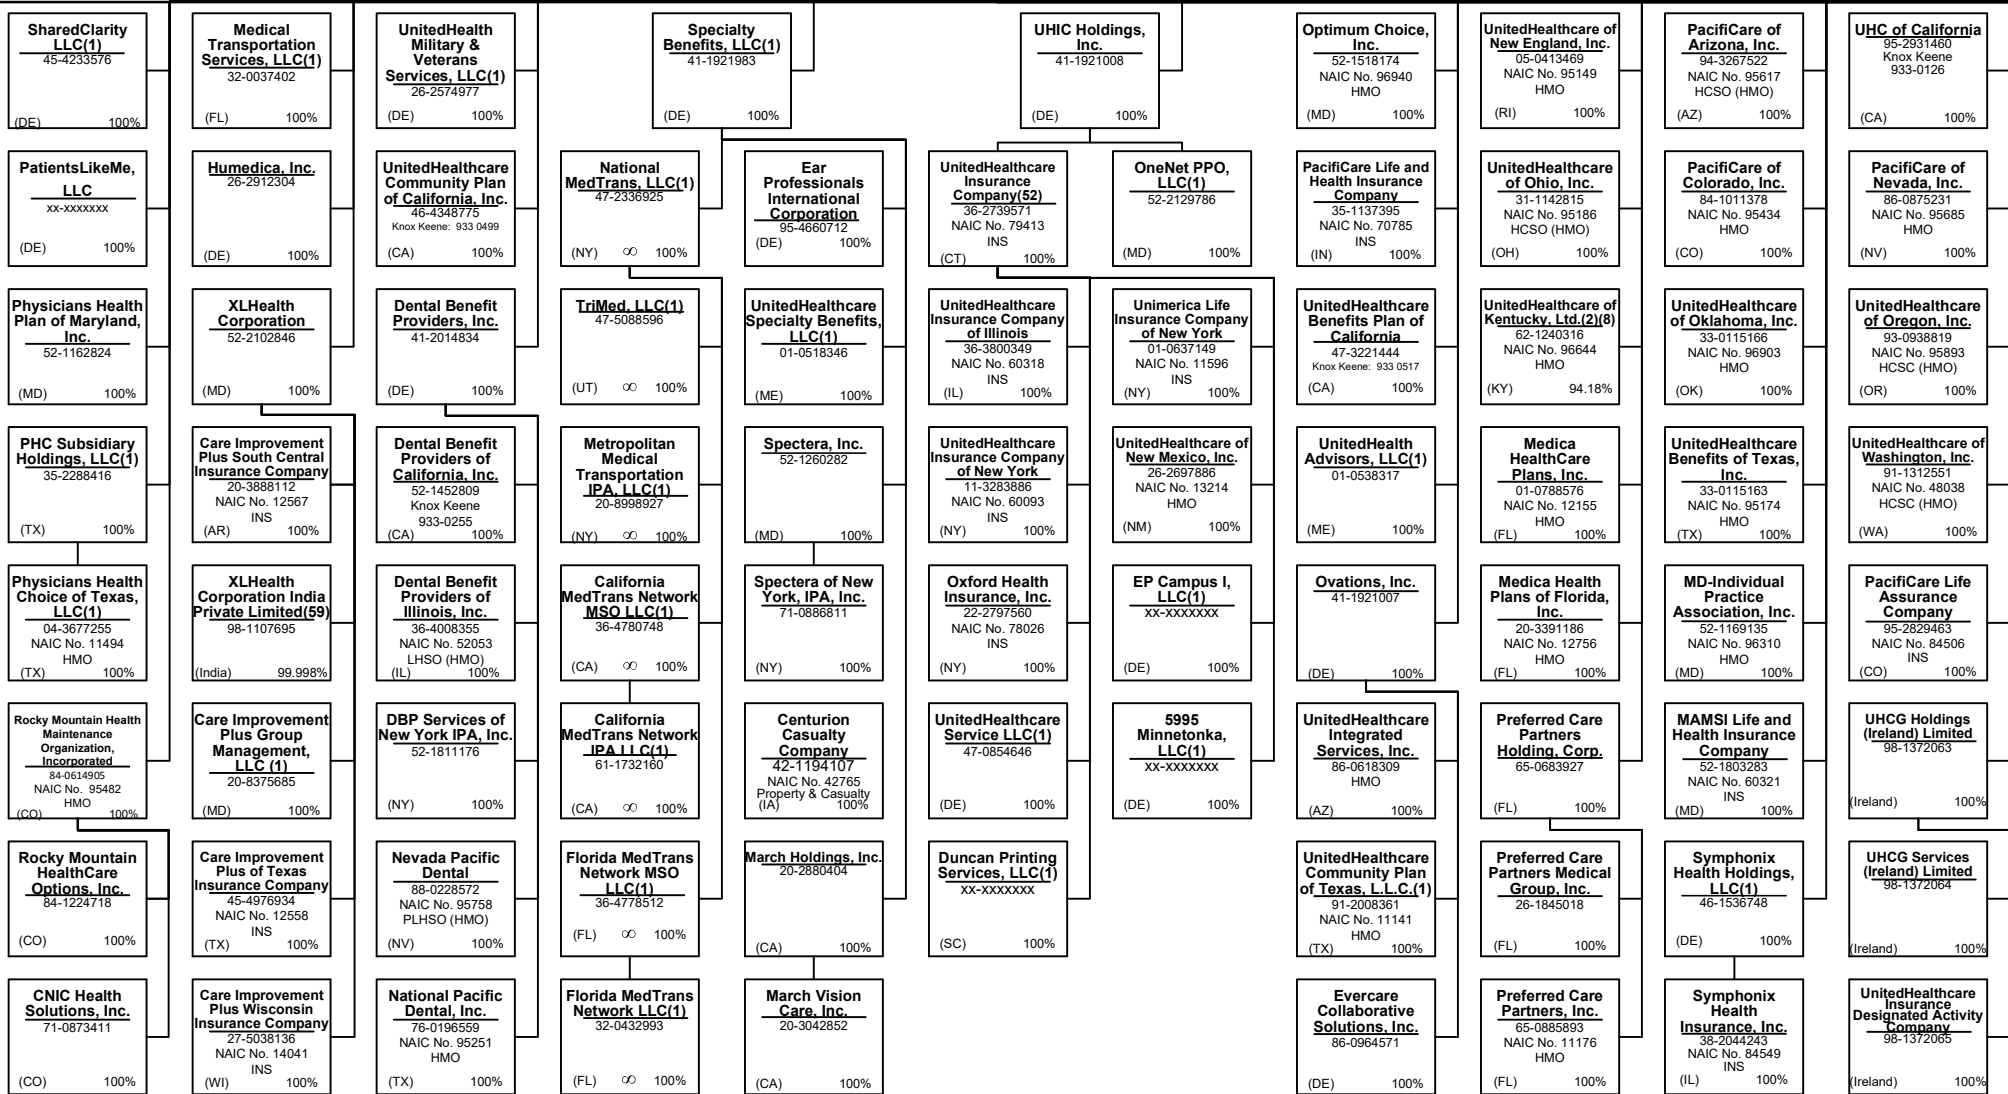 SharedClarity
LLC(1)
45-4233576
(DE) 100%
Medical
Transportation
Services, LLC(1)
32-0037402
(FL) 100%
UnitedHealth
Military &
Veterans
Services, LLC(1)
26-2574977
(DE) 100%
Specialty
Benefits, LLC(1)
41-1921983
(DE) 100%
UHIC Holdings,
Inc.
41-1921008
(DE) 100%
Optimum Choice,
Inc.
52-1518174
NAIC No. 96940
HMO
(MD) 100%
UnitedHealthcare of
New England, Inc.
05-0413469
NAIC No. 95149
HMO
(RI) 100%
PacifiCare of
Arizona, Inc.
94-3267522
NAIC No. 95617
HCSO (HMO)
(AZ) 100%
UHC of California
95-2931460
Knox Keene
933-0126
(CA) 100%
PatientsLikeMe,
LLC
xx-xxxxxxx
(DE) 100%
Humedica, Inc.
26-2912304
(DE) 100%
UnitedHealthcare
Community Plan
of California, Inc.
46-4348775
Knox Keene: 933 0499
(CA) 100%
National
MedTrans, LLC(1)
47-2336925
(NY) ∞ 100%
Ear
Professionals
International
Corporation
95-4660712
(DE) 100%
UnitedHealthcare
Insurance
Company(52)
36-2739571
NAIC No. 79413
INS
(CT) 100%
OneNet PPO,
LLC(1)
52-2129786
(MD) 100%
PacifiCare Life and
Health Insurance
Company
35-1137395
NAIC No. 70785
INS
(IN) 100%
UnitedHealthcare
of Ohio, Inc.
31-1142815
NAIC No. 95186
HCSO (HMO)
(OH) 100%
PacifiCare of
Colorado, Inc.
84-1011378
NAIC No. 95434
HMO
(CO) 100%
PacifiCare of
Nevada, Inc.
86-0875231
NAIC No. 95685
HMO
(NV) 100%
Physicians Health
Plan of Maryland,
Inc.
52-1162824
(MD) 100%
XLHealth
Corporation
52-2102846
(MD) 100%
Dental Benefit
Providers, Inc.
41-2014834
(DE) 100%
TriMed, LLC(1)
47-5088596
(UT) ∞ 100%
UnitedHealthcare
Specialty Benefits,
LLC(1)
01-0518346
(ME) 100%
UnitedHealthcare
Insurance Company
of Illinois
36-3800349
NAIC No. 60318
INS
(IL) 100%
Unimerica Life
Insurance Company
of New York
01-0637149
NAIC No. 11596
INS
(NY) 100%
UnitedHealthcare
Benefits Plan of
California
47-3221444
Knox Keene: 933 0517
(CA) 100%
UnitedHealthcare of
Kentucky, Ltd.(2)(8)
62-1240316
NAIC No. 96644
HMO
(KY) 94.18%
UnitedHealthcare
of Oklahoma, Inc.
33-0115166
NAIC No. 96903
HMO
(OK) 100%
UnitedHealthcare
of Oregon, Inc.
93-0938819
NAIC No. 95893
HCSC (HMO)
(OR) 100%
PHC Subsidiary
Holdings, LLC(1)
35-2288416
(TX) 100%
Care Improvement
Plus South Central
Insurance Company
20-3888112
NAIC No. 12567
INS
(AR) 100%
Dental Benefit
Providers of
California, Inc.
52-1452809
Knox Keene
933-0255
(CA) 100%
Metropolitan
Medical
Transportation
IPA, LLC(1)
20-8998927
(NY) ∞ 100%
Spectera, Inc.
52-1260282
(MD) 100%
UnitedHealthcare
Insurance Company
of New York
11-3283886
NAIC No. 60093
INS
(NY) 100%
UnitedHealthcare of
New Mexico, Inc.
26-2697886
NAIC No. 13214
HMO
(NM) 100%
UnitedHealth
Advisors, LLC(1)
01-0538317
(ME) 100%
Medica
HealthCare
Plans, Inc.
01-0788576
NAIC No. 12155
HMO
(FL) 100%
UnitedHealthcare
Benefits of Texas,
Inc.
33-0115163
NAIC No. 95174
HMO
(TX) 100%
UnitedHealthcare of
Washington, Inc.
91-1312551
NAIC No. 48038
HCSC (HMO)
(WA) 100%
Physicians Health
Choice of Texas,
LLC(1)
04-3677255
NAIC No. 11494
HMO
(TX) 100%
XLHealth
Corporation India
Private Limited(59)
98-1107695
(India) 99.998%
Dental Benefit
Providers of
Illinois, Inc.
36-4008355
NAIC No. 52053
LHSO (HMO)
(IL) 100%
California
MedTrans Network
MSO LLC(1)
36-4780748
(CA) ∞ 100%
Spectera of New
York, IPA, Inc.
71-0886811
(NY) 100%
Oxford Health
Insurance, Inc.
22-2797560
NAIC No. 78026
INS
(NY) 100%
EP Campus I,
LLC(1)
xx-xxxxxxx
(DE) 100%
Ovations, Inc.
41-1921007
(DE) 100%
Medica Health
Plans of Florida,
Inc.
20-3391186
NAIC No. 12756
HMO
(FL) 100%
MD-Individual
Practice
Association, Inc.
52-1169135
NAIC No. 96310
HMO
(MD) 100%
PacifiCare Life
Assurance
Company
95-2829463
NAIC No. 84506
INS
(CO) 100%
Rocky Mountain Health
Maintenance
Organization,
Incorporated
84-0614905
NAIC No. 95482
HMO
(CO) 100%
Care Improvement
Plus Group
Management,
LLC (1)
20-8375685
(MD) 100%
DBP Services of
New York IPA, Inc.
52-1811176
(NY) 100%
California
MedTrans Network
IPA LLC(1)
61-1732160
(CA) ∞ 100%
Centurion
Casualty
Company
42-1194107
NAIC No. 42765
Property & Casualty
(IA) 100%
UnitedHealthcare
Service LLC(1)
47-0854646
(DE) 100%
5995
Minnetonka,
LLC(1)
xx-xxxxxxx
(DE) 100%
UnitedHealthcare
Integrated
Services, Inc.
86-0618309
HMO
(AZ) 100%
Preferred Care
Partners
Holding, Corp.
65-0683927
(FL) 100%
MAMSI Life and
Health Insurance
Company
52-1803283
NAIC No. 60321
INS
(MD) 100%
UHCG Holdings
(Ireland) Limited
98-1372063
(Ireland) 100%
Rocky Mountain
HealthCare
Options, Inc.
84-1224718
(CO) 100%
Care Improvement
Plus of Texas
Insurance Company
45-4976934
NAIC No. 12558
INS
(TX) 100%
Nevada Pacific
Dental
88-0228572
NAIC No. 95758
PLHSO (HMO)
(NV) 100%
Florida MedTrans
Network MSO
LLC(1)
36-4778512
(FL) ∞ 100%
March Holdings, Inc.
20-2880404
(CA) 100%
Duncan Printing
Services, LLC(1)
xx-xxxxxxx
(SC) 100%
UnitedHealthcare
Community Plan
of Texas, L.L.C.(1)
91-2008361
NAIC No. 11141
HMO
(TX) 100%
Preferred Care
Partners Medical
Group, Inc.
26-1845018
(FL) 100%
Symphonix
Health Holdings,
LLC(1)
46-1536748
(DE) 100%
UHCG Services
(Ireland) Limited
98-1372064
(Ireland) 100%
CNIC Health
Solutions, Inc.
71-0873411
(CO) 100%
Care Improvement
Plus Wisconsin
Insurance Company
27-5038136
NAIC No. 14041
INS
(WI) 100%
National Pacific
Dental, Inc.
76-0196559
NAIC No. 95251
HMO
(TX) 100%
Florida MedTrans
Network LLC(1)
32-0432993
(FL) ∞ 100%
March Vision
Care, Inc.
20-3042852
(CA) 100%
Evercare
Collaborative
Solutions, Inc.
86-0964571
(DE) 100%
Preferred Care
Partners, Inc.
65-0885893
NAIC No. 11176
HMO
(FL) 100%
Symphonix
Health
Insurance, Inc.
38-2044243
NAIC No. 84549
INS
(IL) 100%
UnitedHealthcare
Insurance
Designated Activity
Company
98-1372065
(Ireland) 100%